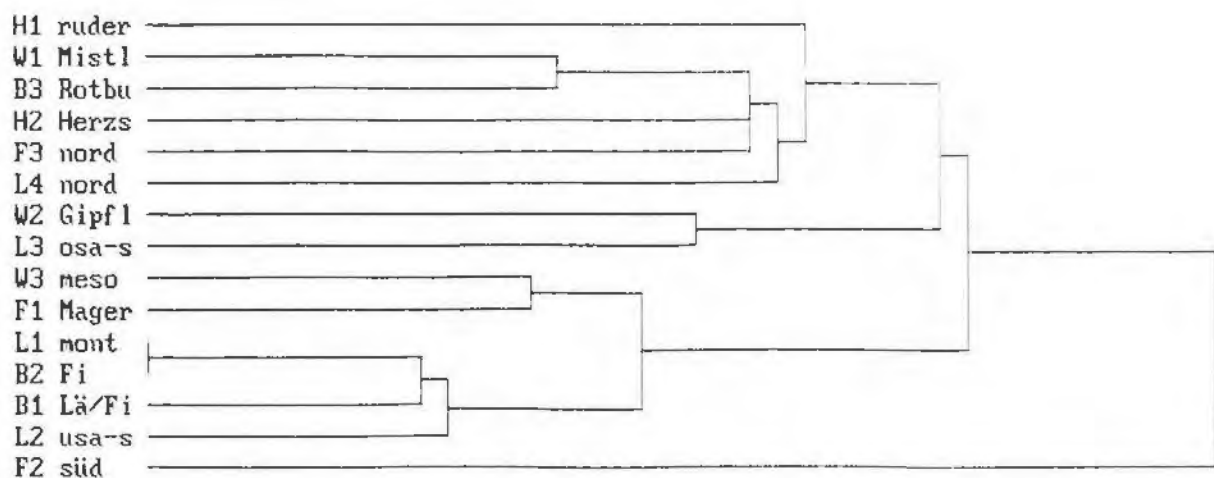 H1 ruder
W1 Mistl
B3 Rotbu
H2 Herzs
F3 nord
L4 nord
W2 Gipfl
L3 osa-s
W3 meso
F1 Mager
L1 mont
B2 Fi
B1 Lä/Fi
L2 usa-s
F2 süd